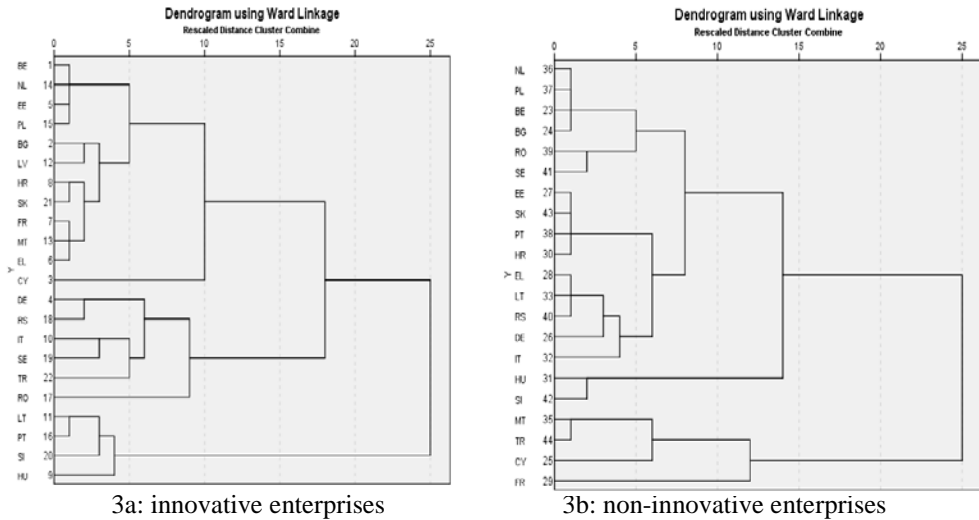 Dendrogram using Ward Linkage
Rescaled Distance Cluster Combine
0 5 10 15 20 25
BE 1
NL 14
EE 5
PL 15
BG 2
LV 12
HR 8
SK 21
FR 7
MT 13
EL 6
Y
CY 3
DE 4
RS 18
IT 10
SE 19
TR 22
RO 17
LT 11
PT 16
SI 20
HU 9
3a: innovative enterprises
Dendrogram using Ward Linkage
Rescaled Distance Cluster Combine
0 5 10 15 20 25
NL 36
PL 37
BE 23
BG 24
RO 39
SE 41
EE 27
SK 43
PT 38
HR 30
Y EL 28
LT 33
RS 40
DE 26
IT 32
HU 31
SI 42
MT 35
TR 44
CY 25
FR 29
3b: non-innovative enterprises